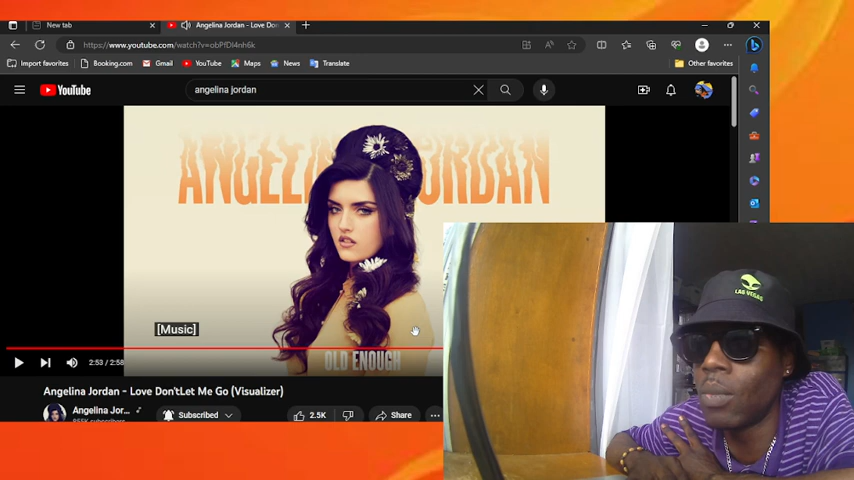 New tab
Angelina Jordan - Love Don
https://www.youtube.com/watch?v=obPfDl4nh6k
Import favorites
Booking.com
Gmail
YouTube
Maps
News
Translate
Other favorites
YouTube
angelina jordan
ANGELINA JORDAN
[Music]
OLD ENOUGH
2:53 / 2:58
Angelina Jordan - Love Don'tLet Me Go (Visualizer)
Angelina Jor...
Subscribed
2.5K
Share
LAS VEGAS